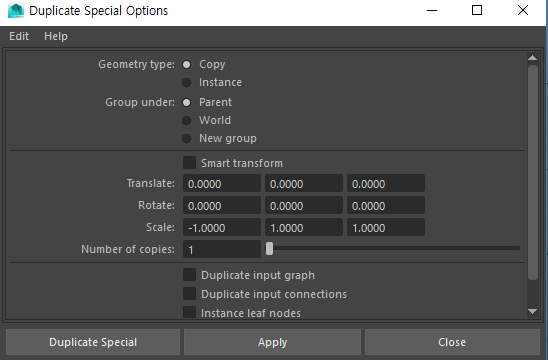 Duplicate Special Options
Edit Help
Geometry type: Copy
Instance
Group under: Parent
World
New group
Smart transform
Translate: 0.0000 0.0000 0.0000
Rotate: 0.0000 0.0000 0.0000
Scale: -1.0000 1.0000 1.0000
Number of copies: 1
Duplicate input graph
Duplicate input connections
Instance leaf nodes
Duplicate Special Apply Close